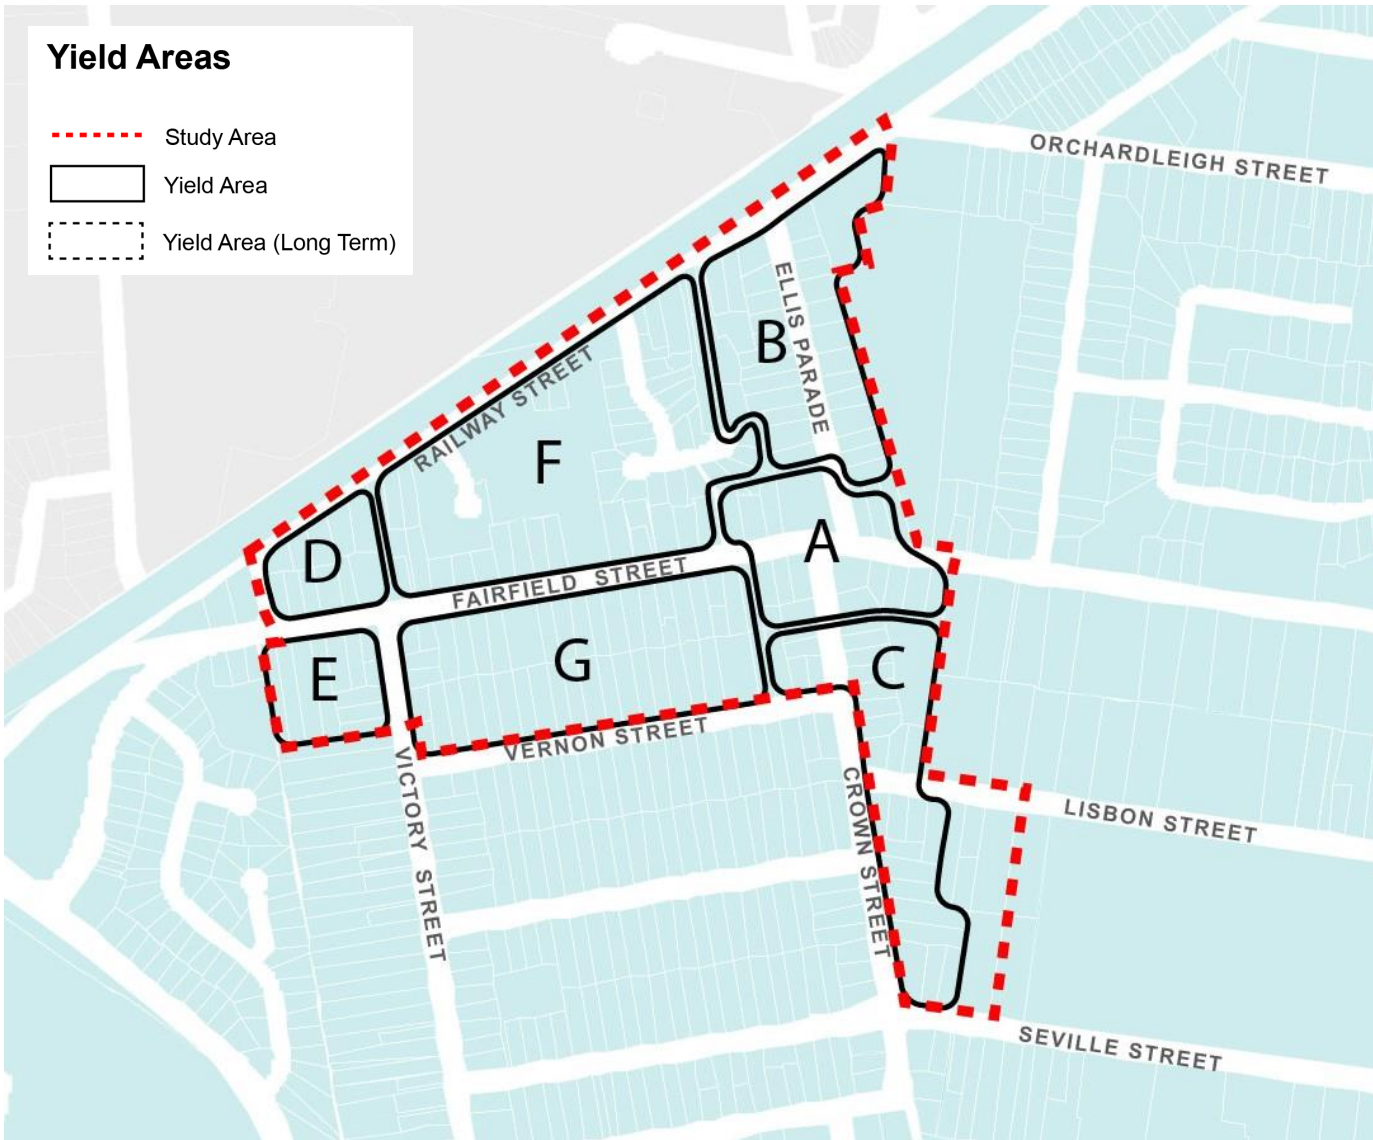 Yield Areas
Study Area
Yield Area
Yield Area (Long Term)
ORCHARDLEIGH STREET
ELLIS PARADE
B
RAILWAY STREET
F
A
D
FAIRFIELD STREET
G
C
E
VERNON STREET
VICTORY STREET
CROWN STREET
LISBON STREET
SEVILLE STREET